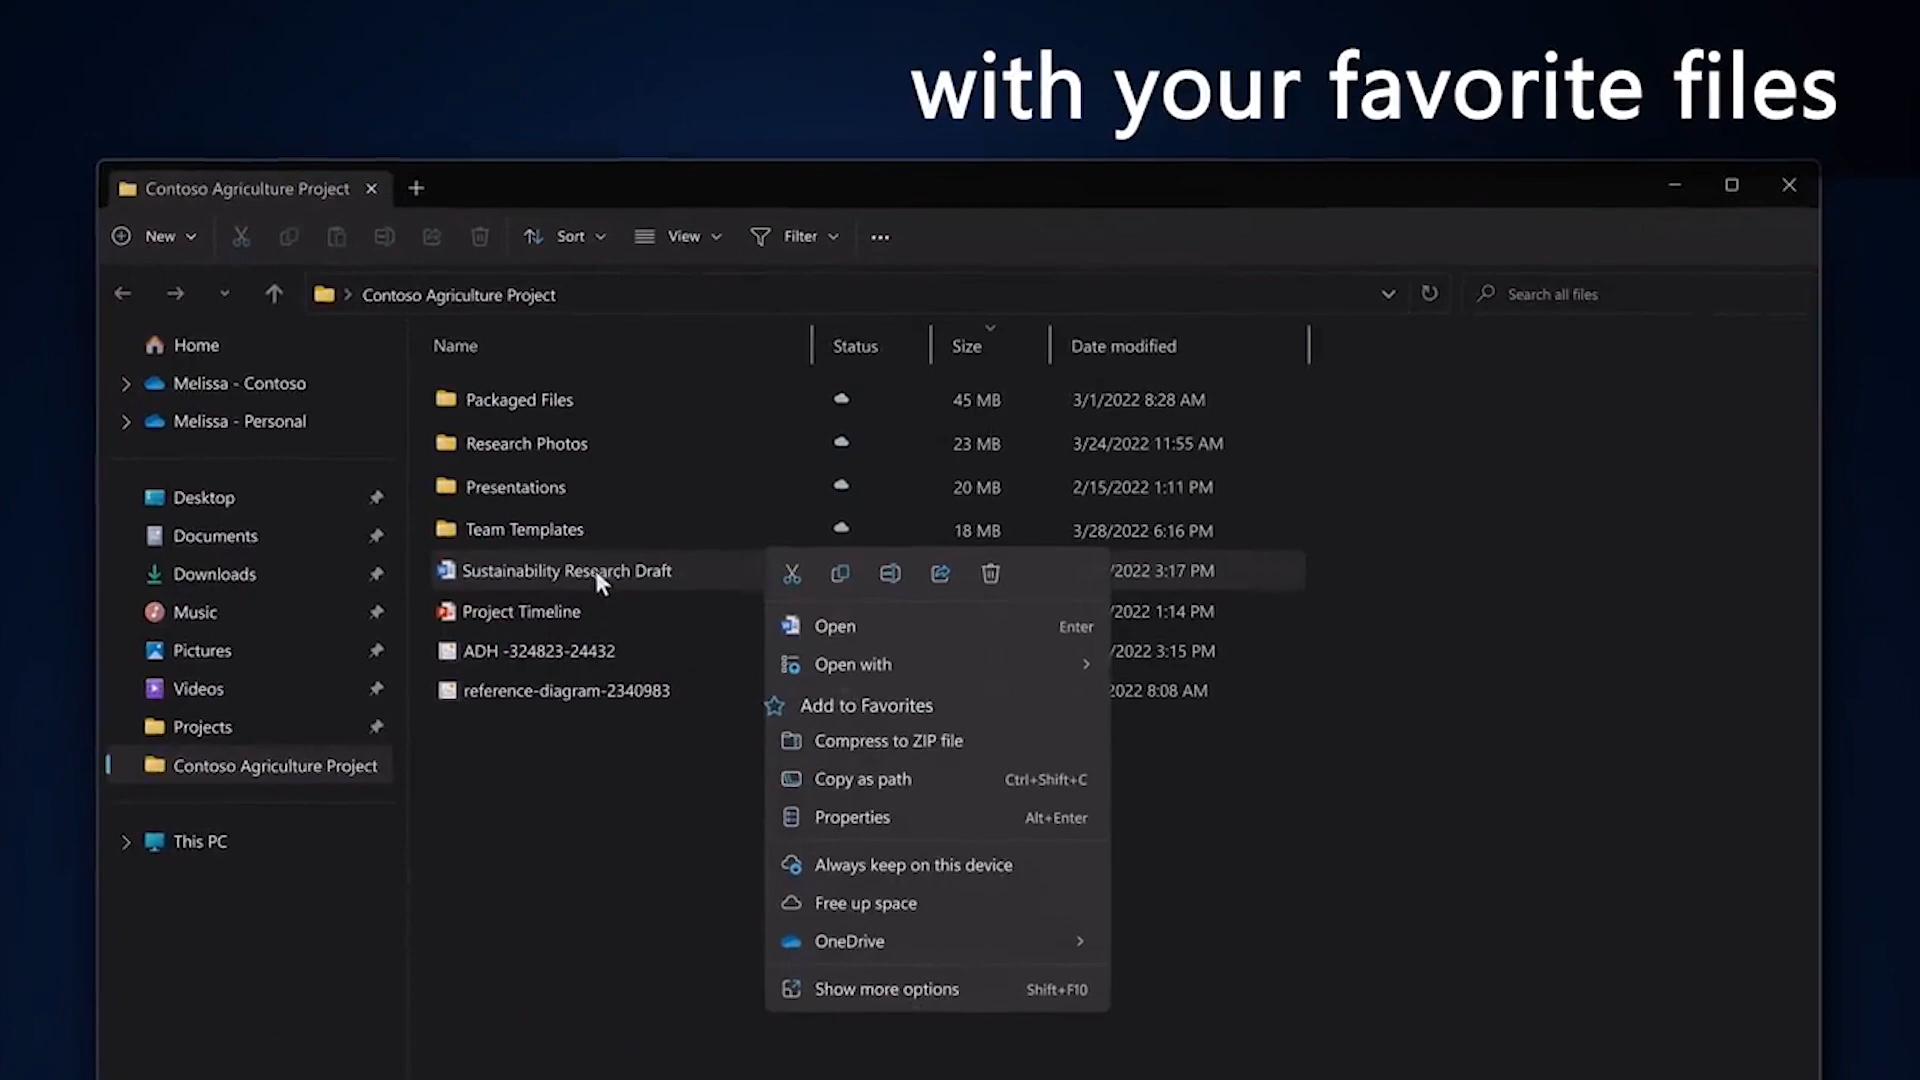 with your favorite files
Contoso Agriculture Project
New
Sort
View
Filter
Contoso Agriculture Project
Search all files
Home
Melissa - Contoso
Melissa - Personal
Desktop
Documents
Downloads
Music
Pictures
Videos
Projects
Contoso Agriculture Project
This PC
Name Status Size Date modified
Packaged Files 45 MB 3/1/2022 8:28 AM
Research Photos 23 MB 3/24/2022 11:55 AM
Presentations 20 MB 2/15/2022 1:11 PM
Team Templates 18 MB 3/28/2022 6:16 PM
Sustainability Research Draft /2022 3:17 PM
Project Timeline /2022 1:14 PM
ADH -324823-24432 /2022 3:15 PM
reference-diagram-2340983 2022 8:08 AM
Open Enter
Open with
Add to Favorites
Compress to ZIP file
Copy as path Ctrl+Shift+C
Properties Alt+Enter
Always keep on this device
Free up space
OneDrive
Show more options Shift+F10